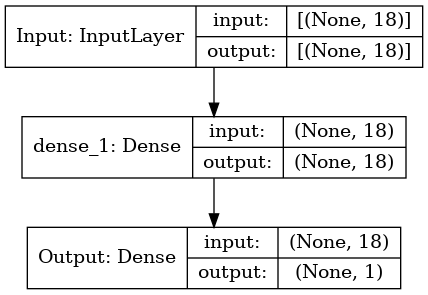 Input: InputLayer
input: [(None, 18)]
output: [(None, 18)]
dense_1: Dense
input: (None, 18)
output: (None, 18)
Output: Dense
input: (None, 18)
output: (None, 1)